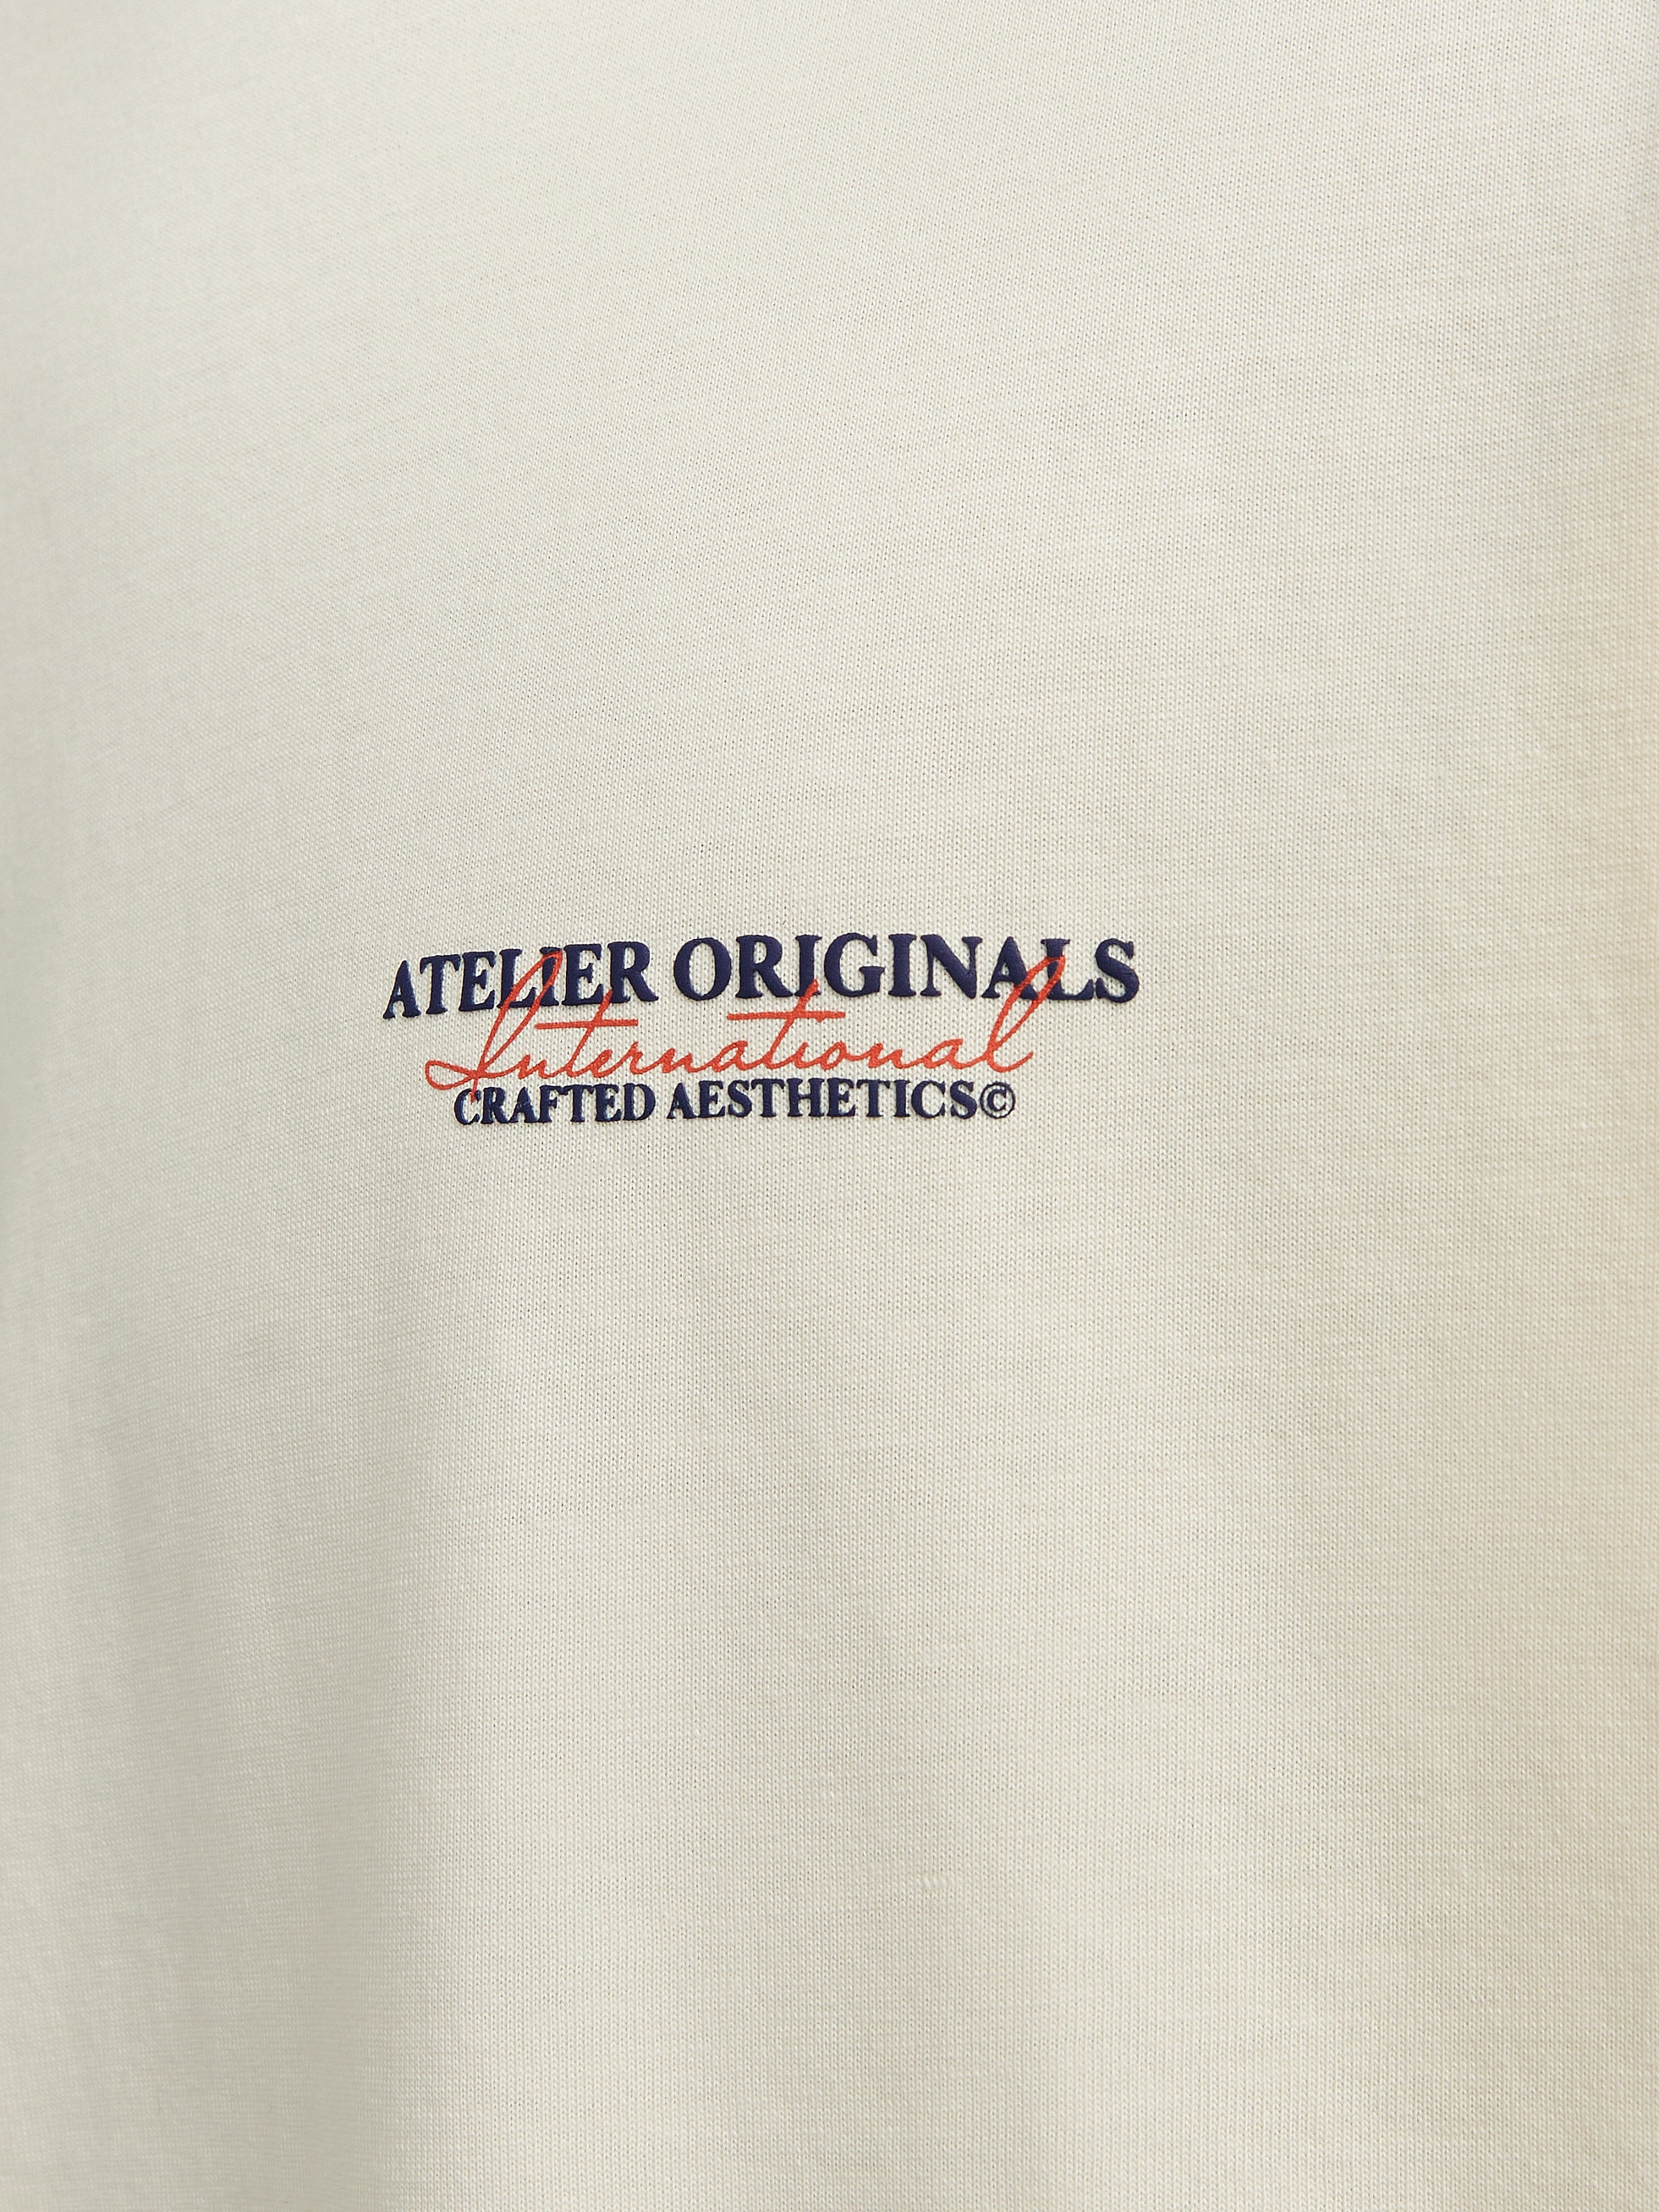 ATELIER ORIGINALS
International
CRAFTED AESTHETICS©